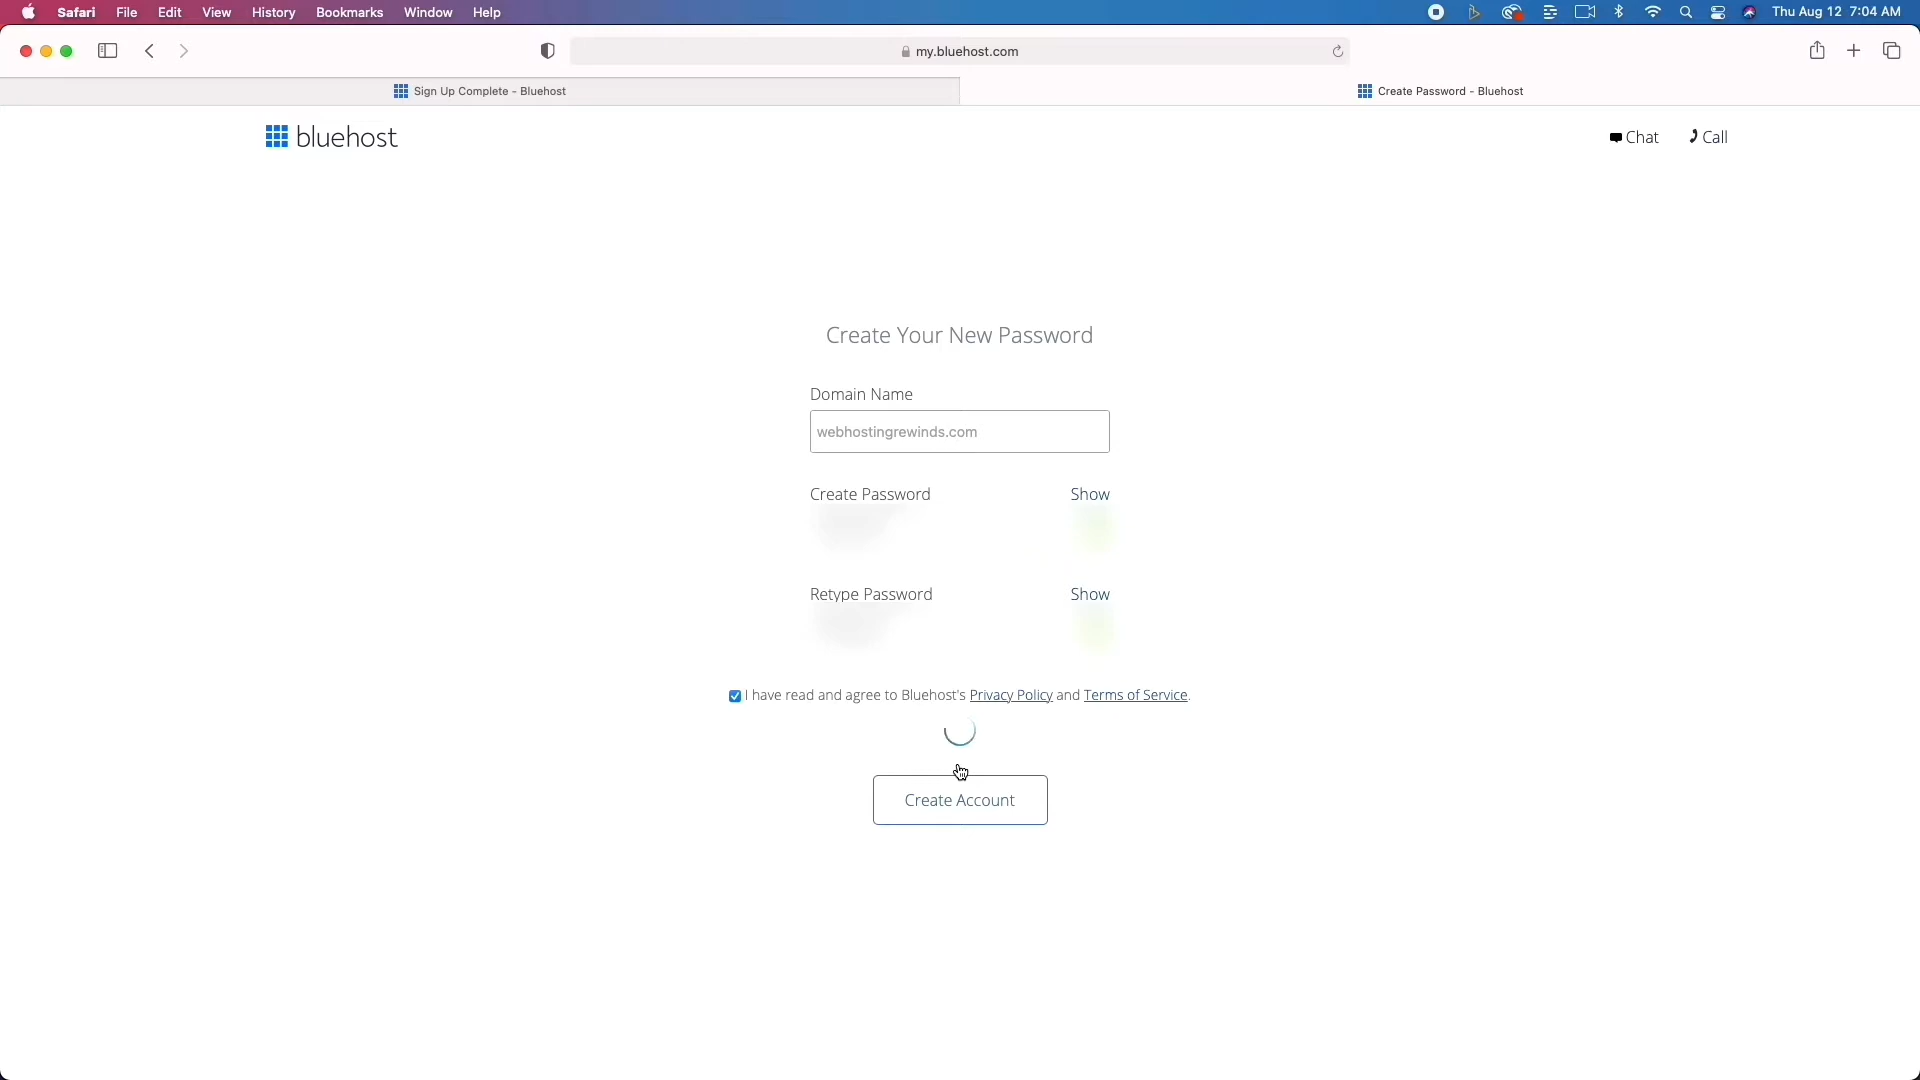 Safari File Edit View History Bookmarks Window Help Thu Aug 12 7:04 AM
my.bluehost.com
Sign Up Complete - Bluehost Create Password - Bluehost
bluehost Chat Call
Create Your New Password
Domain Name
webhostingrewinds.com
Create Password Show
Retype Password Show
I have read and agree to Bluehost's Privacy Policy and Terms of Service.
Create Account